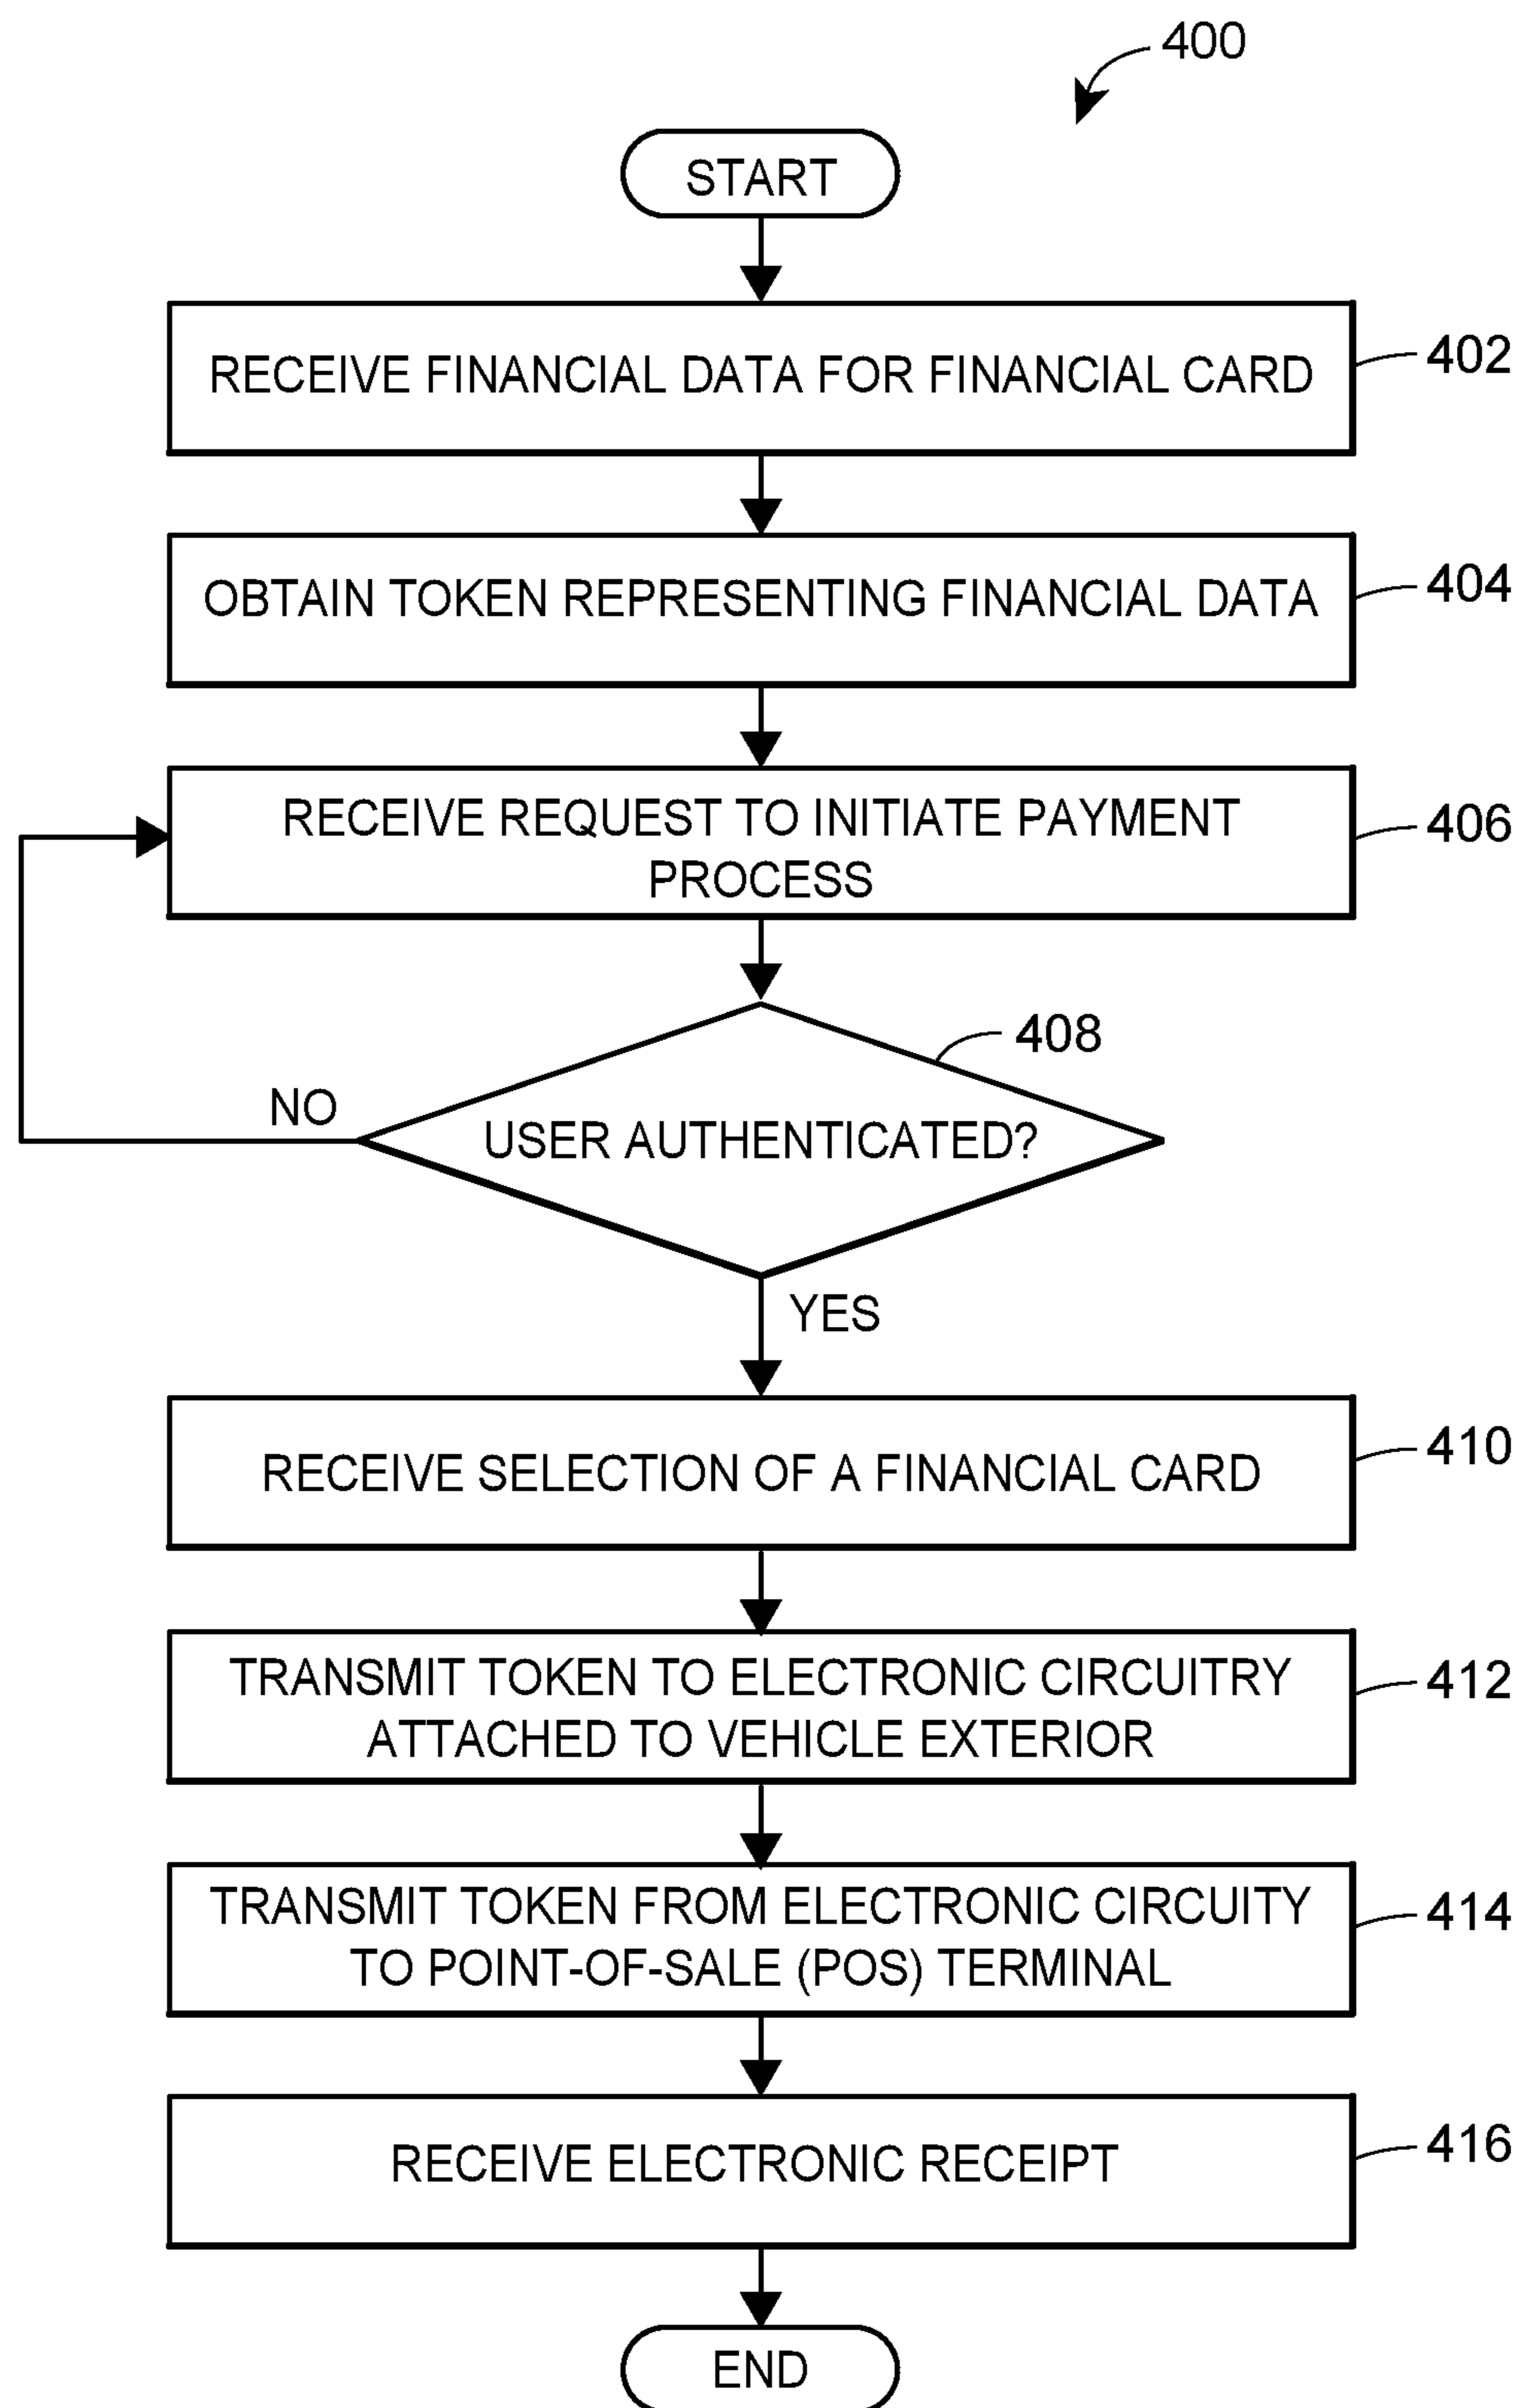 400
START
RECEIVE FINANCIAL DATA FOR FINANCIAL CARD
402
OBTAIN TOKEN REPRESENTING FINANCIAL DATA
404
RECEIVE REQUEST TO INITIATE PAYMENT
PROCESS
406
408
USER AUTHENTICATED?
NO
YES
RECEIVE SELECTION OF A FINANCIAL CARD
410
TRANSMIT TOKEN TO ELECTRONIC CIRCUITRY
ATTACHED TO VEHICLE EXTERIOR
412
TRANSMIT TOKEN FROM ELECTRONIC CIRCUITY
TO POINT-OF-SALE (POS) TERMINAL
414
RECEIVE ELECTRONIC RECEIPT
416
END